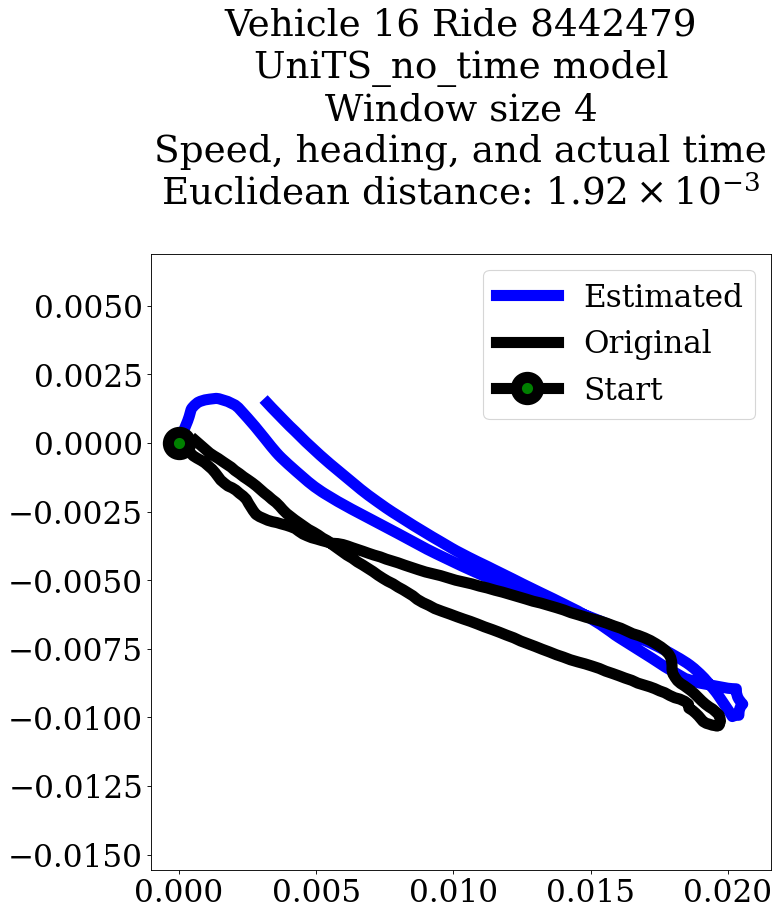 Vehicle 16 Ride 8442479
UniTS_no_time model
Window size 4
Speed, heading, and actual time
Euclidean distance: 1.92 × 10⁻³
Estimated
Original
Start
0.0050
0.0025
0.0000
−0.0025
−0.0050
−0.0075
−0.0100
−0.0125
−0.0150
0.000 0.005 0.010 0.015 0.020